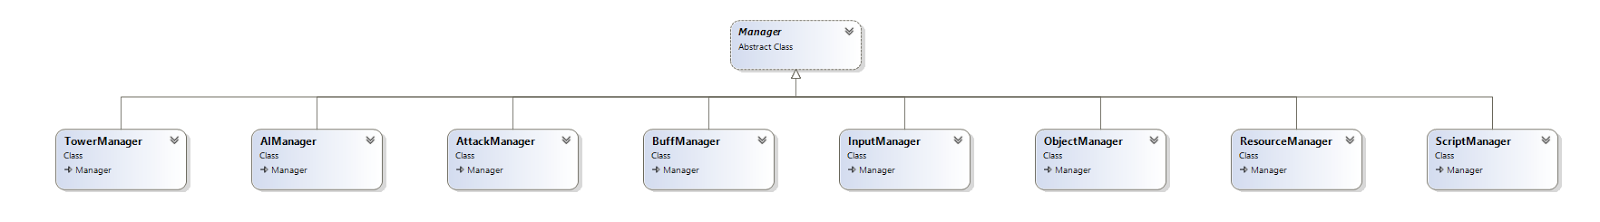 Manager
Abstract Class
TowerManager
Class
Manager
AIManager
Class
Manager
AttackManager
Class
Manager
BuffManager
Class
Manager
InputManager
Class
Manager
ObjectManager
Class
Manager
ResourceManager
Class
Manager
ScriptManager
Class
Manager